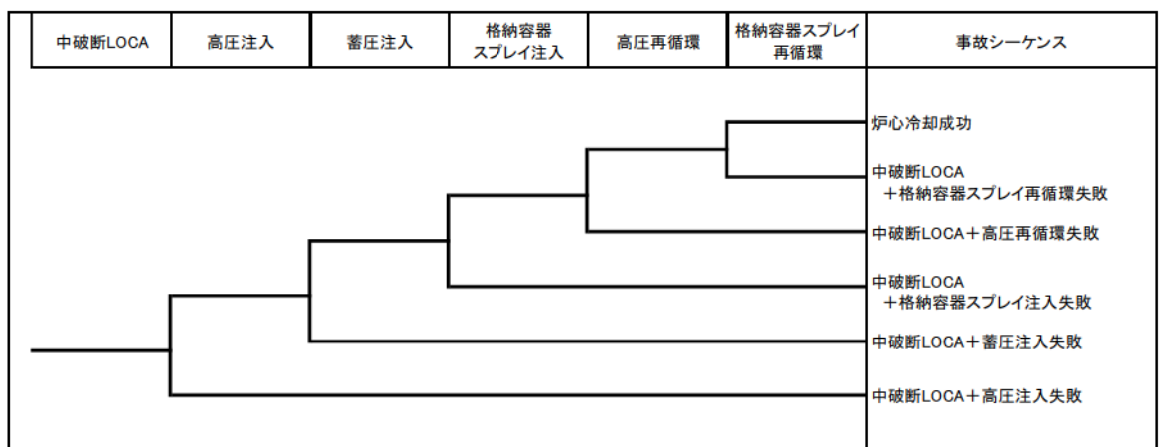 中破断LOCA
高圧注入
蓄圧注入
格納容器
スプレイ注入
高圧再循環
格納容器スプレイ
再循環
事故シーケンス
炉心冷却成功
中破断LOCA
＋格納容器スプレイ再循環失敗
中破断LOCA＋高圧再循環失敗
中破断LOCA
＋格納容器スプレイ注入失敗
中破断LOCA＋蓄圧注入失敗
中破断LOCA＋高圧注入失敗